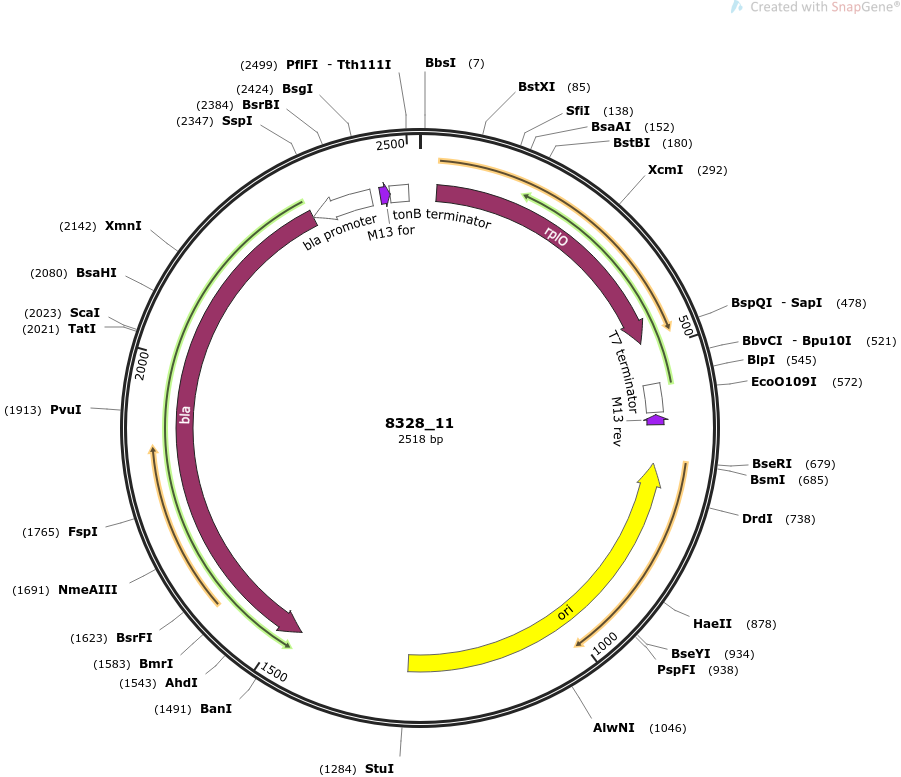 Created with SnapGene®
(2499) PflFI - Tth111I
BbsI (7)
(2424) BsgI
BstXI (85)
(2384) BsrBI
SfiI (138)
(2347) SspI
BsaAI (152)
BstBI (180)
2500
XcmI (292)
tonB terminator
bla promoter
M13 for
rplO
(2142) XmnI
(2080) BsaHI
BspQI - SapI (478)
(2023) ScaI
500
(2021) TatI
BbvCI - Bpu10I (521)
BlpI (545)
2000
T7 terminator
EcoO109I (572)
(1913) PvuI
bla
M13 rev
8328_11
2518 bp
BseRI (679)
BsmI (685)
DrdI (738)
(1765) FspI
(1691) NmeAIII
ori
HaeII (878)
(1623) BsrFI
1000
BseYI (934)
(1583) BmrI
PspFI (938)
1500
(1543) AhdI
(1491) BanI
AlwNI (1046)
(1284) StuI